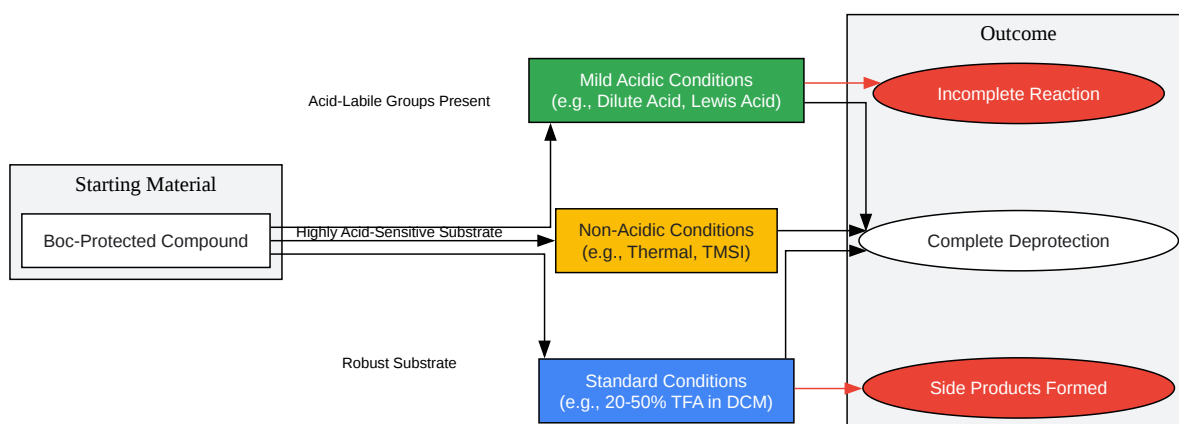 Starting Material
Boc-Protected Compound
Acid-Labile Groups Present
Highly Acid-Sensitive Substrate
Robust Substrate
Mild Acidic Conditions
(e.g., Dilute Acid, Lewis Acid)
Non-Acidic Conditions
(e.g., Thermal, TMSI)
Standard Conditions
(e.g., 20-50% TFA in DCM)
Outcome
Incomplete Reaction
Complete Deprotection
Side Products Formed